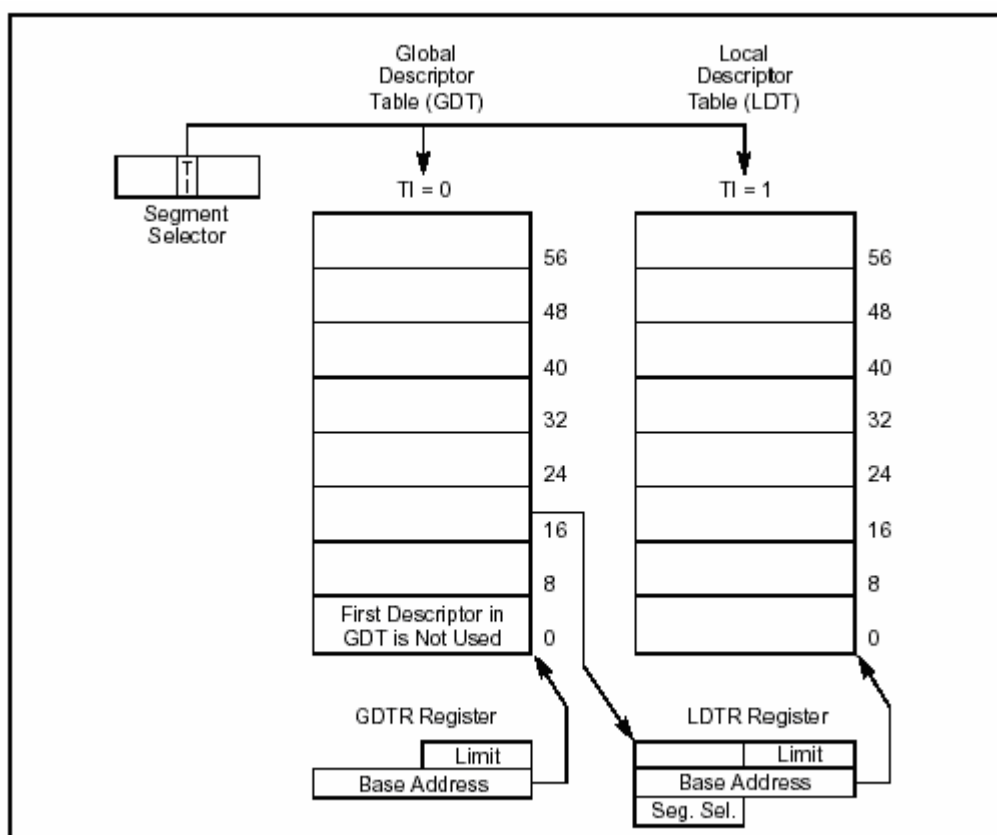 Global
Descriptor
Table (GDT)
Local
Descriptor
Table (LDT)
T
I
Segment
Selector
TI = 0
TI = 1
56
48
40
32
24
16
8
0
First Descriptor in
GDT is Not Used
56
48
40
32
24
16
8
0
GDTR Register
Limit
Base Address
LDTR Register
Limit
Base Address
Seg. Sel.